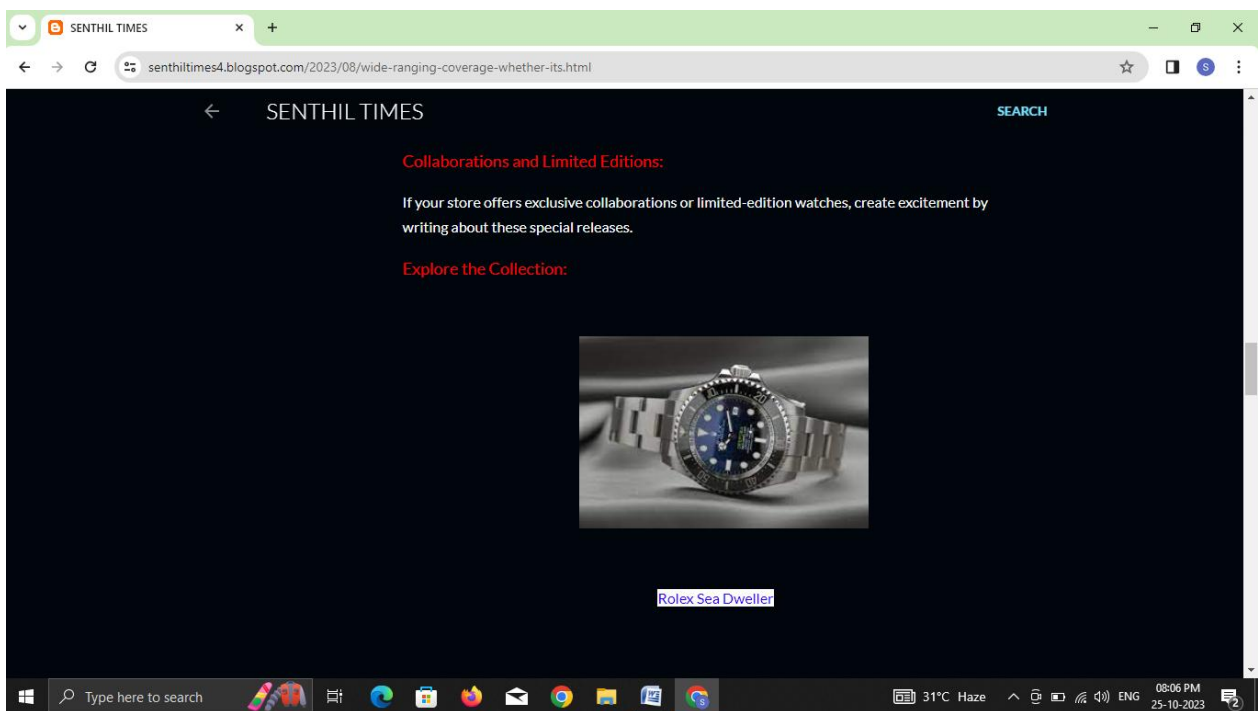 SENTHIL TIMES
senthiltimes4.blogspot.com/2023/08/wide-ranging-coverage-whether-its.html
S
SENTHIL TIMES
SEARCH
Collaborations and Limited Editions:
If your store offers exclusive collaborations or limited-edition watches, create excitement by
writing about these special releases.
Explore the Collection:
Rolex Sea Dweller
Type here to search
31°C Haze
ENG
08:06 PM
25-10-2023
2